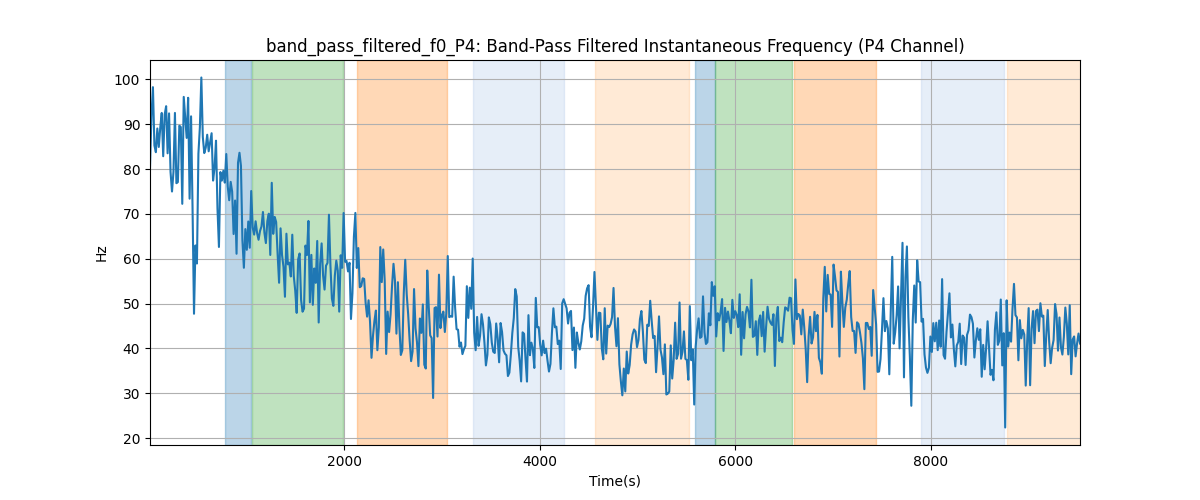 band_pass_filtered_f0_P4: Band-Pass Filtered Instantaneous Frequency (P4 Channel)
100
90
80
70
60
50
40
30
20
Hz
2000 4000 6000 8000
Time(s)